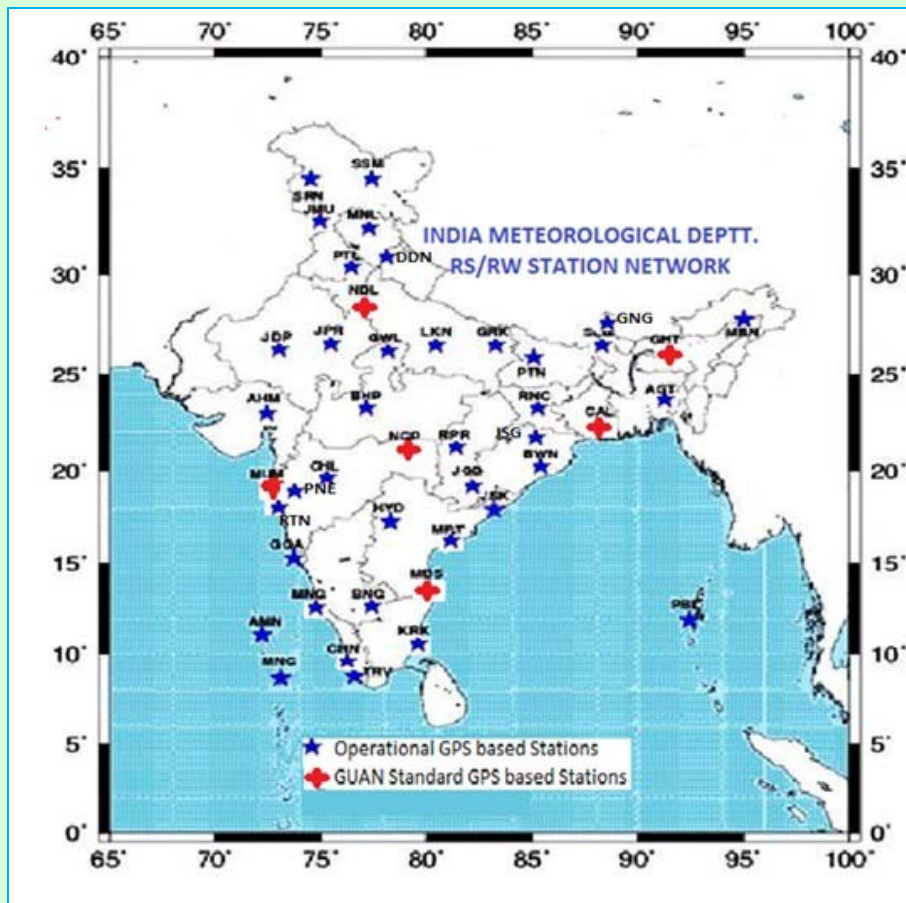 65° 70° 75° 80° 85° 90° 95° 100°
40° 40°
35° 35°
SSM
SRN
JMU MNL
INDIA METEOROLOGICAL DEPTT.
RS/RW STATION NETWORK
PTL DDN
30° 30°
NDL
GNG
JDP JPR GWL LKN GRK GHT MBN
PTN
25° 25°
AHM BHP RNC AGT
JSG CAL
NGP RPR BWN
20° 20°
MUM CHL JGD
PNE
RTN HYD
GOA
15° 15°
MDS
MNG BNG
AMN PBL
KRK
10° 10°
MNG CHN TRV
5° 5°
Operational GPS based Stations
GUAN Standard GPS based Stations
0° 0°
65° 70° 75° 80° 85° 90° 95° 100°